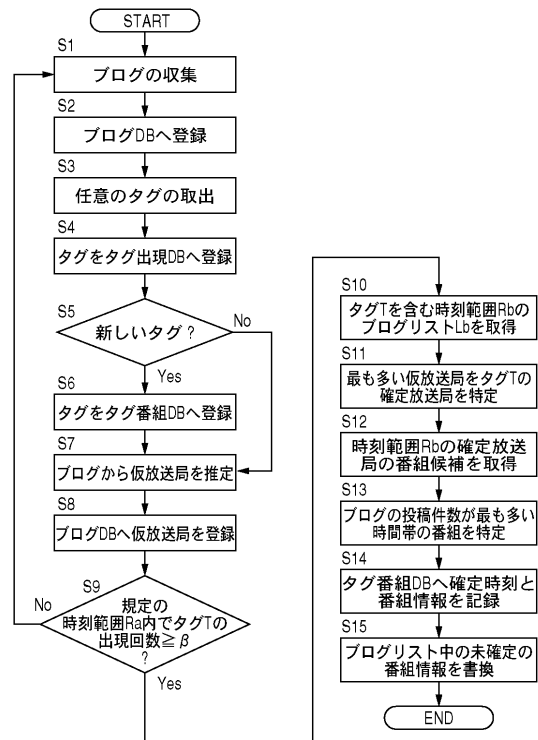 START
S1
ブログの収集
S2
ブログDBへ登録
S3
任意のタグの取出
S4
タグをタグ出現DBへ登録
S5
新しいタグ?
No
Yes
S6
タグをタグ番組DBへ登録
S7
ブログから仮放送局を推定
S8
ブログDBへ仮放送局を登録
S9
No
規定の
時刻範囲Ra内でタグTの
出現回数≧β
?
Yes
S10
タグTを含む時刻範囲Rbの
ブログリストLbを取得
S11
最も多い仮放送局をタグTの
確定放送局を特定
S12
時刻範囲Rbの確定放送
局の番組候補を取得
S13
ブログの投稿件数が最も多い
時間帯の番組を特定
S14
タグ番組DBへ確定時刻と
番組情報を記録
S15
ブログリスト中の未確定の
番組情報を書換
END